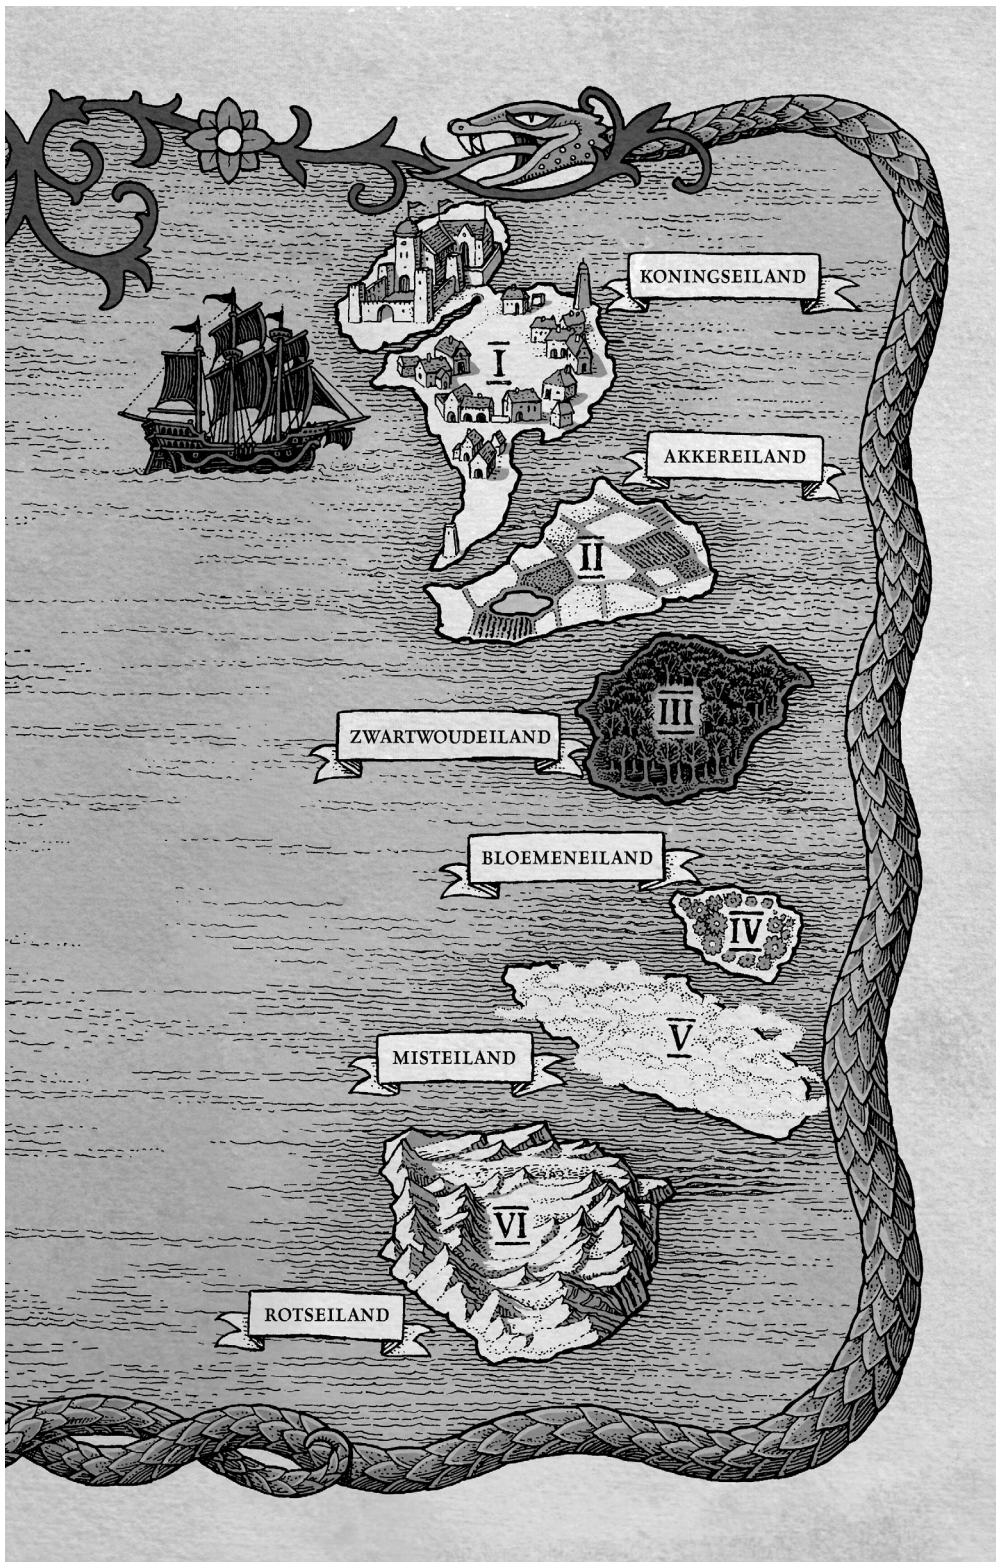 KONINGSEILAND
I
AKKEREILAND
II
III
ZWARTWOUDEILAND
BLOEMENEILAND
IV
V
MISTEILAND
VI
ROTSEILAND